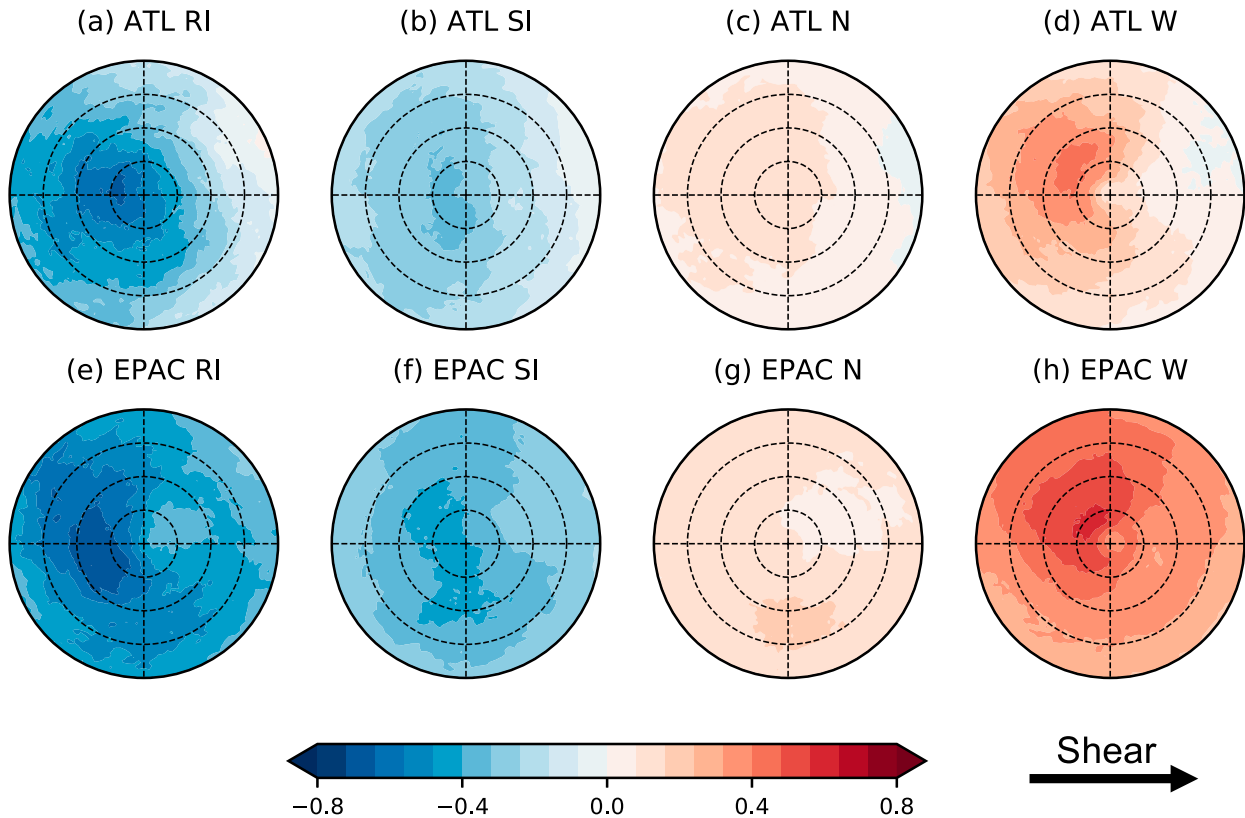 (a) ATL RI
(b) ATL SI
(c) ATL N
(d) ATL W
(e) EPAC RI
(f) EPAC SI
(g) EPAC N
(h) EPAC W
−0.8 −0.4 0.0 0.4 0.8
Shear